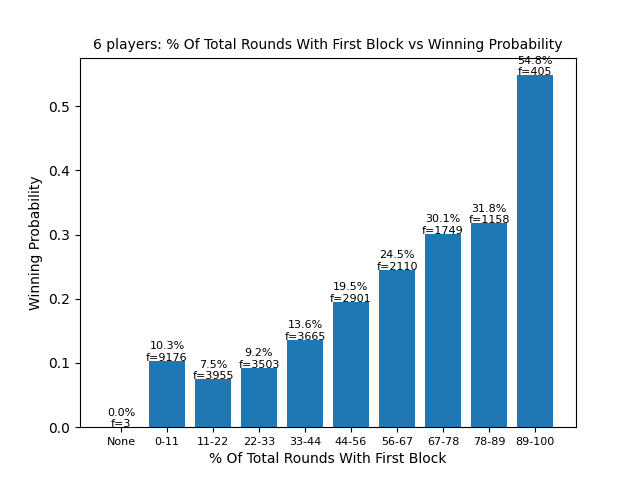 6 players: % Of Total Rounds With First Block vs Winning Probability
54.8%
f=405
31.8%
f=1158
30.1%
f=1749
24.5%
f=2110
19.5%
f=2901
13.6%
f=3665
10.3%
f=9176
9.2%
f=3503
7.5%
f=3955
0.0%
f=3
0.5
0.4
0.3
0.2
0.1
0.0
Winning Probability
None 0-11 11-22 22-33 33-44 44-56 56-67 67-78 78-89 89-100
% Of Total Rounds With First Block